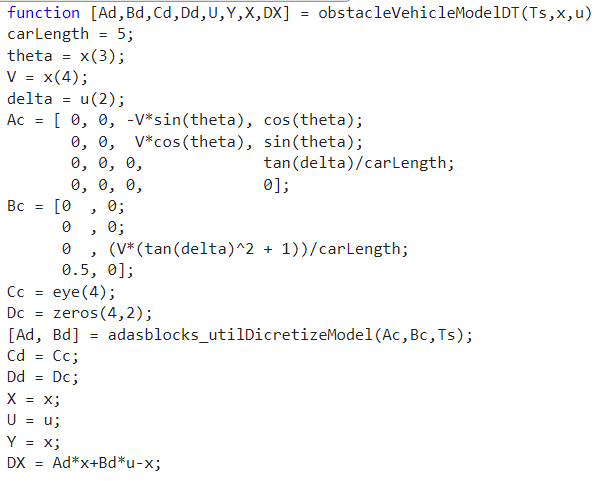 function [Ad,Bd,Cd,Dd,U,Y,X,DX] = obstacleVehicleModelDT(Ts,x,u)
carLength = 5;
theta = x(3);
V = x(4);
delta = u(2);
Ac = [ 0, 0, -V*sin(theta), cos(theta);
       0, 0,  V*cos(theta), sin(theta);
       0, 0, 0,             tan(delta)/carLength;
       0, 0, 0,             0];
Bc = [0  , 0;
      0  , 0;
      0  , (V*(tan(delta)^2 + 1))/carLength;
      0.5, 0];
Cc = eye(4);
Dc = zeros(4,2);
[Ad, Bd] = adasblocks_utilDicretizeModel(Ac,Bc,Ts);
Cd = Cc;
Dd = Dc;
X = x;
U = u;
Y = x;
DX = Ad*x+Bd*u-x;